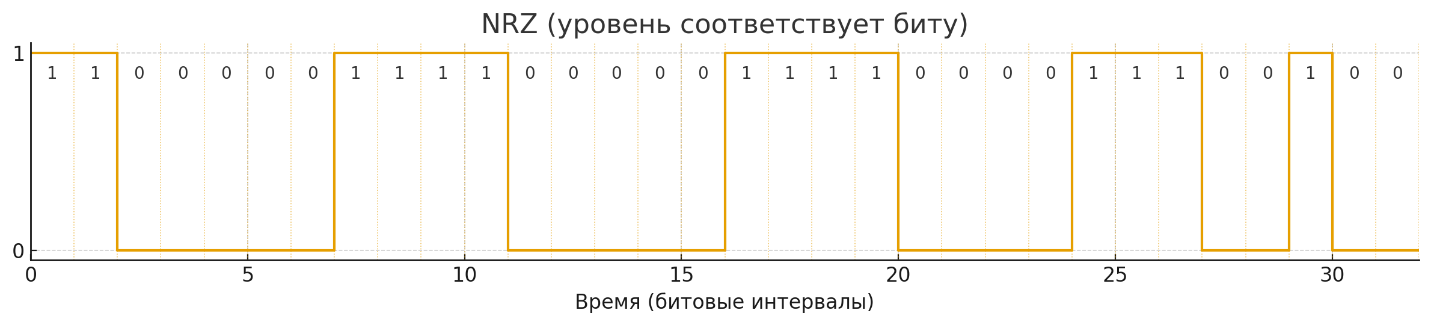 NRZ (уровень соответствует биту)
1
1 1 0 0 0 0 0 1 1 1 1 0 0 0 0 0 1 1 1 1 0 0 0 0 1 1 1 0 0 1 0 0
0
0 5 10 15 20 25 30
Время (битовые интервалы)